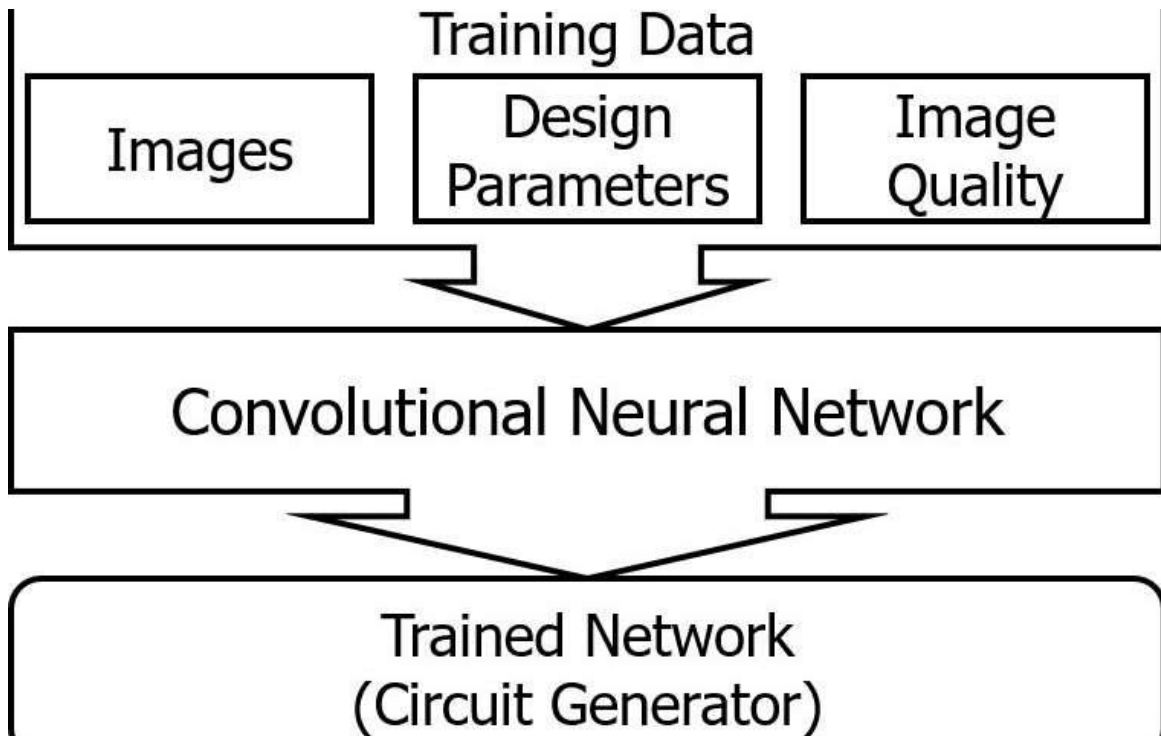 Training Data
Images
Design
Parameters
Image
Quality
Convolutional Neural Network
Trained Network
(Circuit Generator)